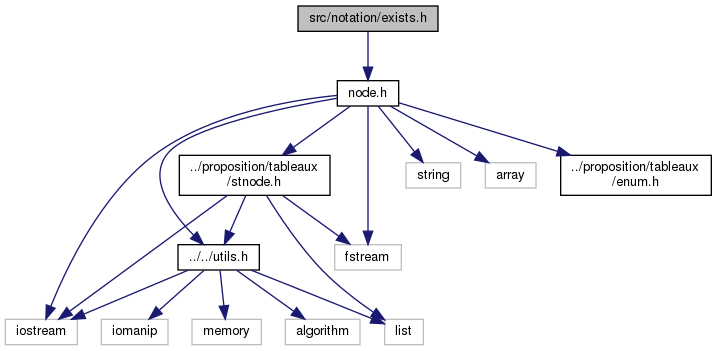 src/notation/exists.h
node.h
../proposition/tableaux
/stnode.h
string
array
../proposition/tableaux
/enum.h
../../utils.h
fstream
iostream
iomanip
memory
algorithm
list